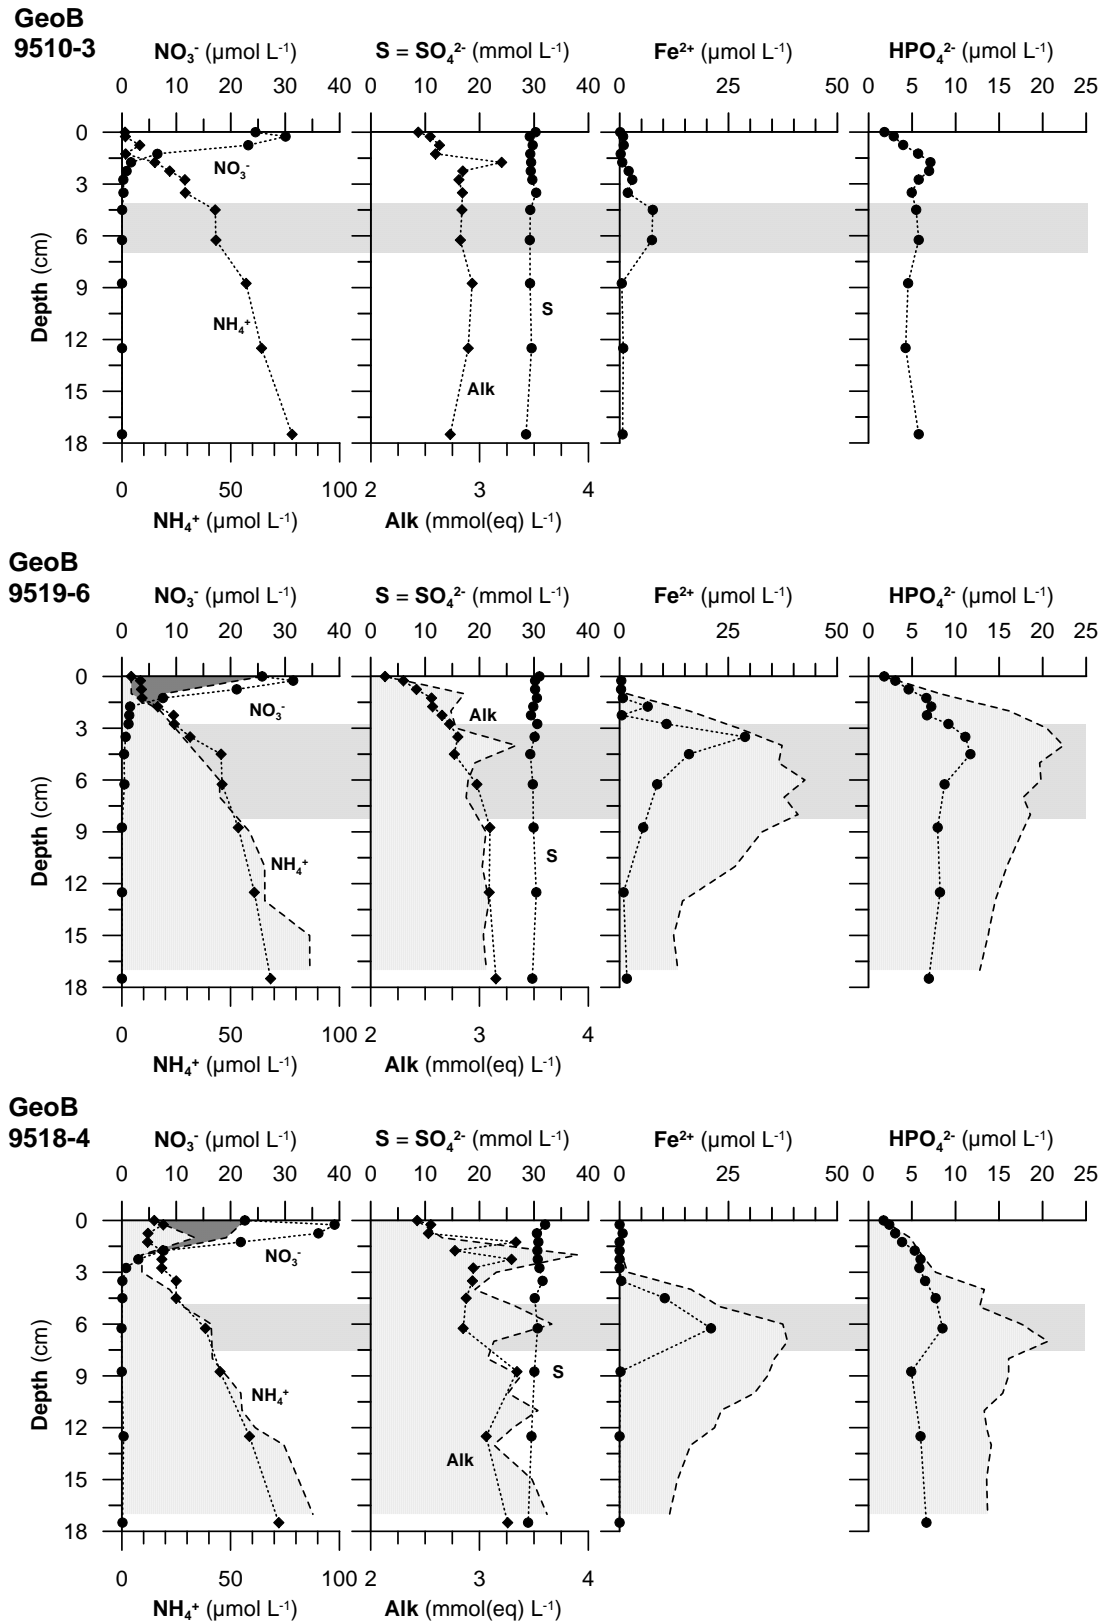 GeoB
9510-3
NO₃⁻ (µmol L⁻¹) S = SO₄²⁻ (mmol L⁻¹) Fe²⁺ (µmol L⁻¹) HPO₄²⁻ (µmol L⁻¹)
0 10 20 30 40 0 10 20 30 40 0 25 50 0 5 10 15 20 25
0
3
6
9
12
15
18
Depth (cm)
NO₃⁻
NH₄⁺
S
Alk
0 50 100 2 3 4
NH₄⁺ (µmol L⁻¹) Alk (mmol(eq) L⁻¹)
GeoB
9519-6
NO₃⁻ (µmol L⁻¹) S = SO₄²⁻ (mmol L⁻¹) Fe²⁺ (µmol L⁻¹) HPO₄²⁻ (µmol L⁻¹)
0 10 20 30 40 0 10 20 30 40 0 25 50 0 5 10 15 20 25
0
3
6
9
12
15
18
Depth (cm)
NO₃⁻
Alk
NH₄⁺
S
0 50 100 2 3 4
NH₄⁺ (µmol L⁻¹) Alk (mmol(eq) L⁻¹)
GeoB
9518-4
NO₃⁻ (µmol L⁻¹) S = SO₄²⁻ (mmol L⁻¹) Fe²⁺ (µmol L⁻¹) HPO₄²⁻ (µmol L⁻¹)
0 10 20 30 40 0 10 20 30 40 0 25 50 0 5 10 15 20 25
0
3
6
9
12
15
18
Depth (cm)
NO₃⁻
NH₄⁺
S
Alk
0 50 100 2 3 4
NH₄⁺ (µmol L⁻¹) Alk (mmol(eq) L⁻¹)